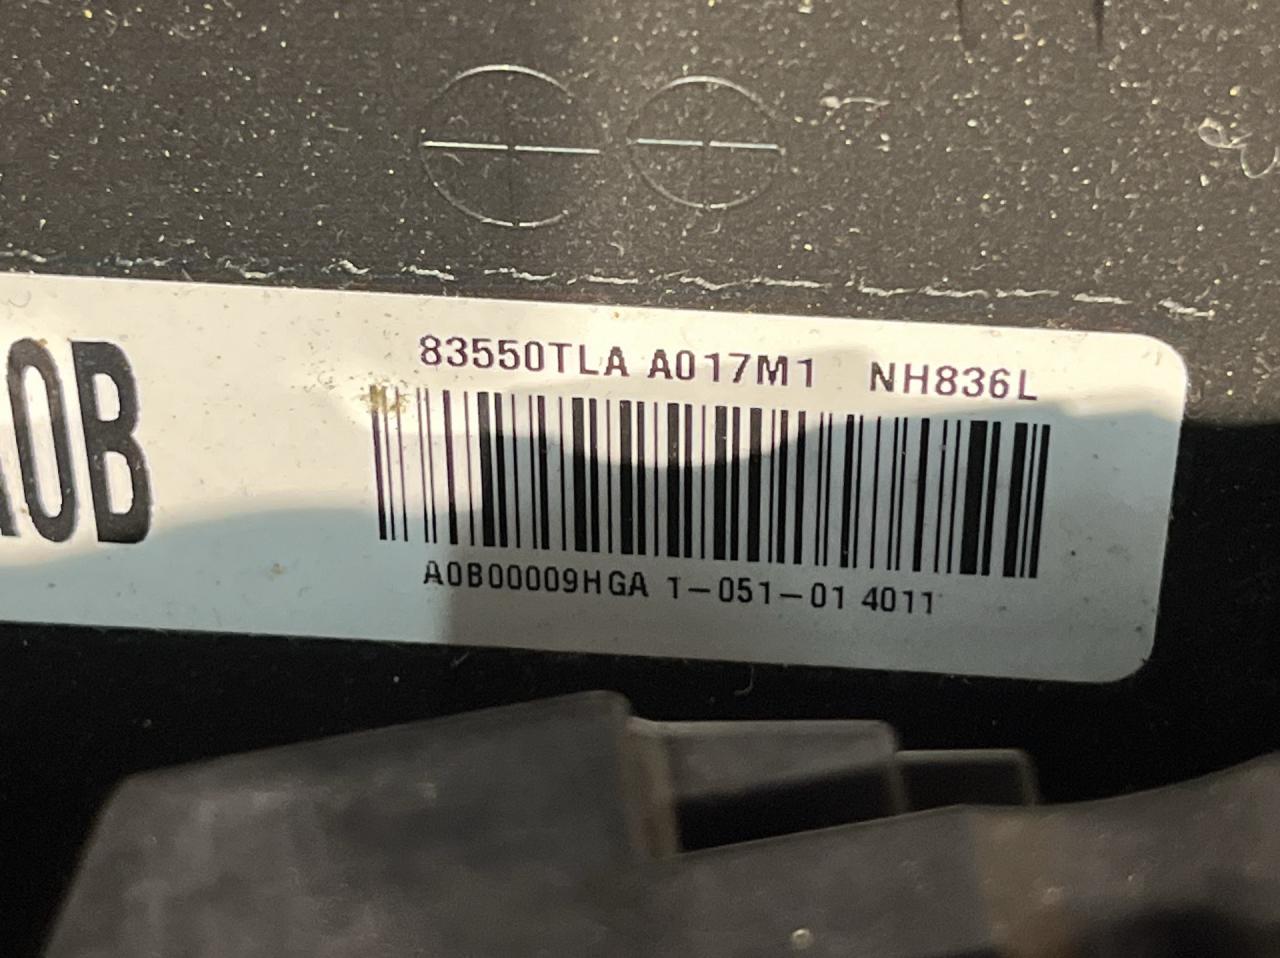 A0B
83550TLA A017M1 NH836L
A0B00009HGA 1-051-01 4011